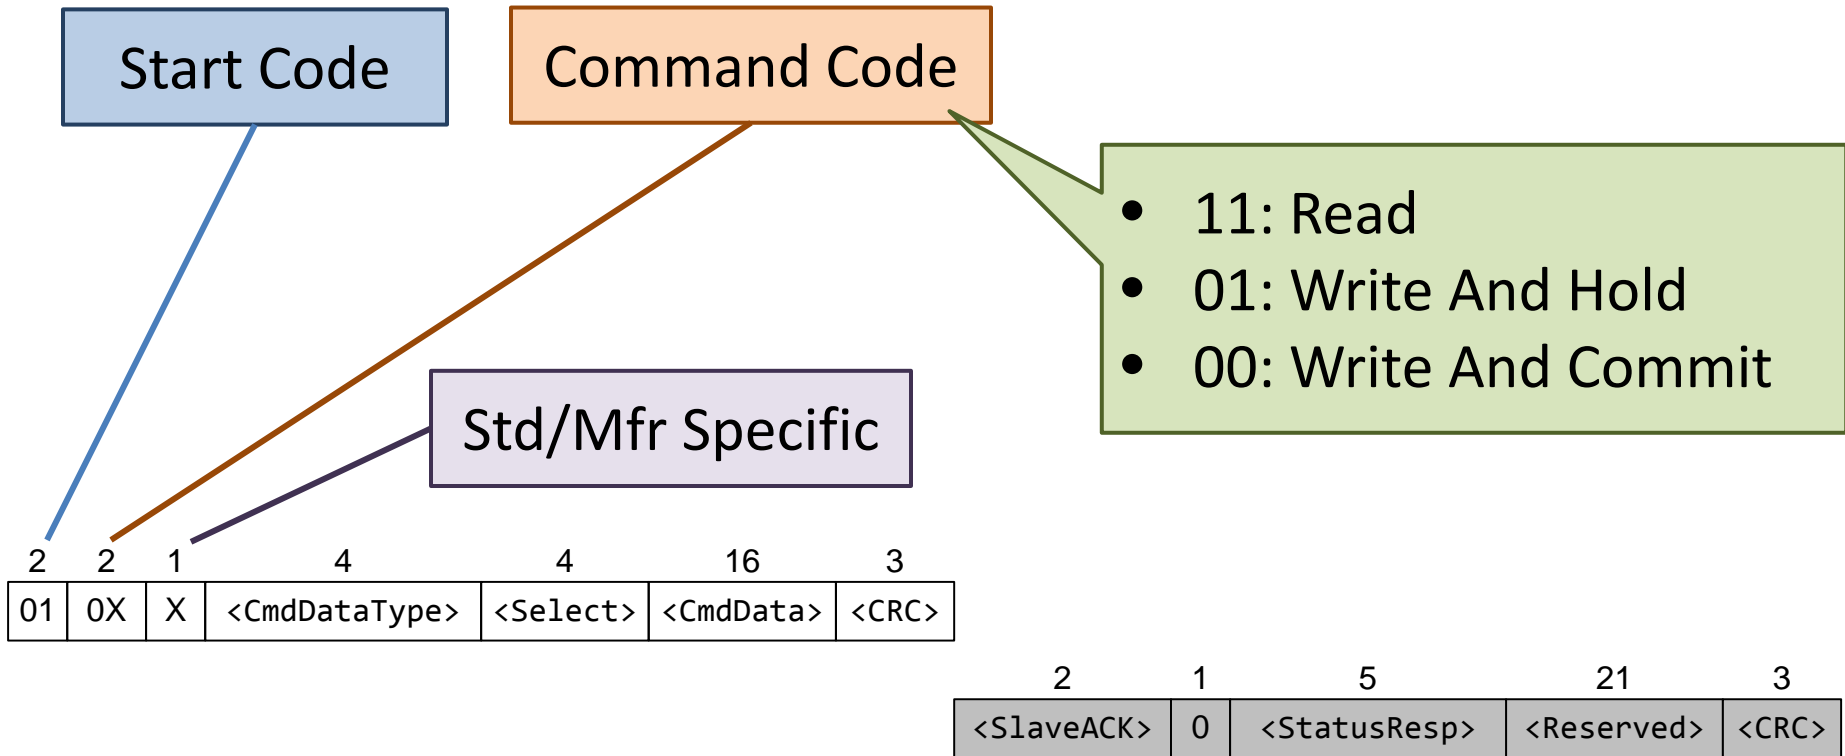 Start Code
Command Code
• 11: Read
• 01: Write And Hold
• 00: Write And Commit
Std/Mfr Specific
2 2 1 4 4 16 3
01 0X X <CmdDataType> <Select> <CmdData> <CRC>
2 1 5 21 3
<SlaveACK> 0 <StatusResp> <Reserved> <CRC>